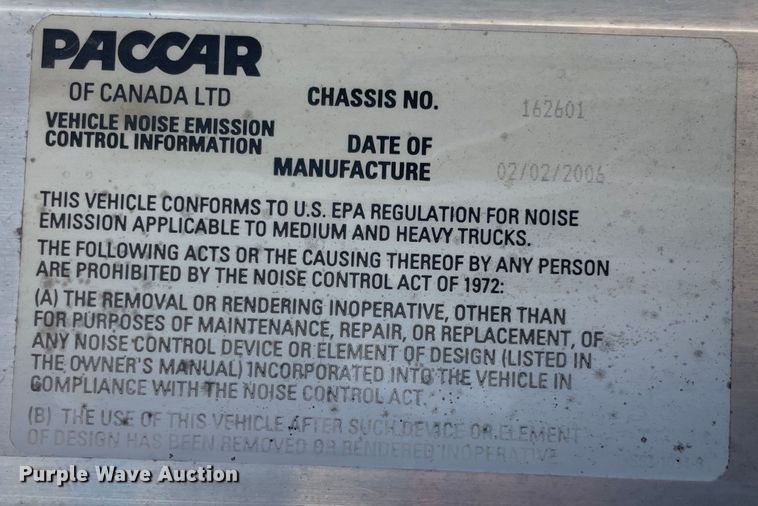 PACCAR
OF CANADA LTD
CHASSIS NO. 162601
VEHICLE NOISE EMISSION
CONTROL INFORMATION
DATE OF
MANUFACTURE 02/02/2006
THIS VEHICLE CONFORMS TO U.S. EPA REGULATION FOR NOISE
EMISSION APPLICABLE TO MEDIUM AND HEAVY TRUCKS.
THE FOLLOWING ACTS OR THE CAUSING THEREOF BY ANY PERSON
ARE PROHIBITED BY THE NOISE CONTROL ACT OF 1972:
(A) THE REMOVAL OR RENDERING INOPERATIVE, OTHER THAN
FOR PURPOSES OF MAINTENANCE, REPAIR, OR REPLACEMENT, OF
ANY NOISE CONTROL DEVICE OR ELEMENT OF DESIGN (LISTED IN
THE OWNER'S MANUAL) INCORPORATED INTO THE VEHICLE IN
COMPLIANCE WITH THE NOISE CONTROL ACT.
(B) THE USE OF THIS VEHICLE AFTER SUCH DEVICE OR ELEMENT
OF DESIGN HAS BEEN REMOVED OR RENDERED INOPERATIVE
Purple Wave Auction